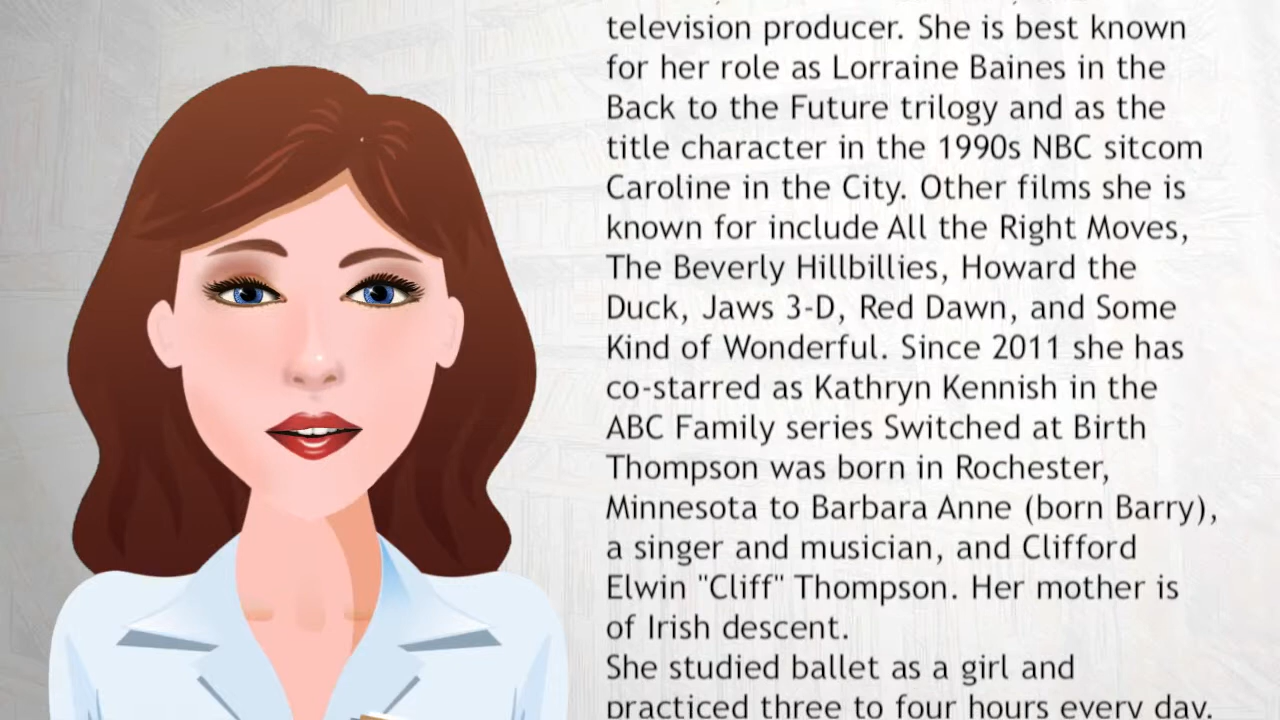 television producer. She is best known
for her role as Lorraine Baines in the
Back to the Future trilogy and as the
title character in the 1990s NBC sitcom
Caroline in the City. Other films she is
known for include All the Right Moves,
The Beverly Hillbillies, Howard the
Duck, Jaws 3-D, Red Dawn, and Some
Kind of Wonderful. Since 2011 she has
co-starred as Kathryn Kennish in the
ABC Family series Switched at Birth
Thompson was born in Rochester,
Minnesota to Barbara Anne (born Barry),
a singer and musician, and Clifford
Elwin "Cliff" Thompson. Her mother is
of Irish descent.
She studied ballet as a girl and
practiced three to four hours every day.